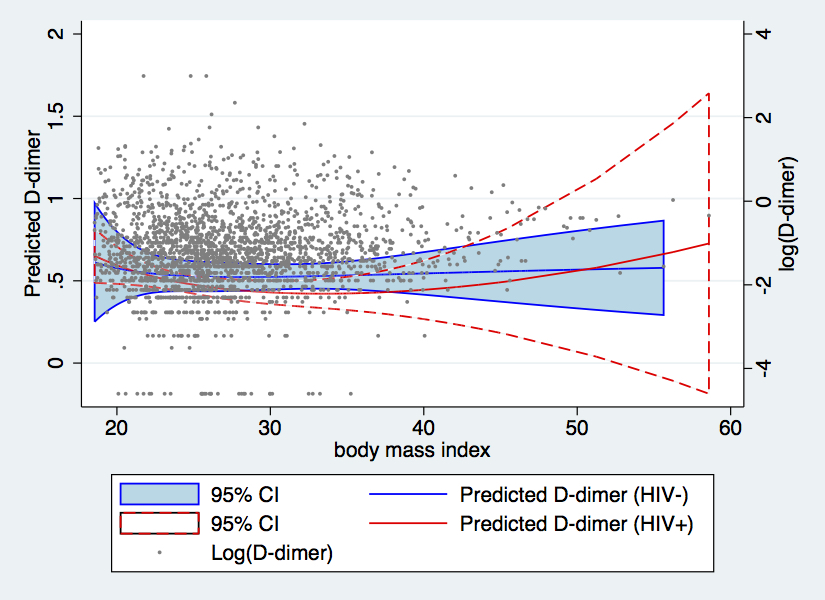 2
1.5
1
.5
0
Predicted D-dimer
4
2
0
-2
-4
log(D-dimer)
20 30 40 50 60
body mass index
95% CI Predicted D-dimer (HIV-)
95% CI Predicted D-dimer (HIV+)
Log(D-dimer)